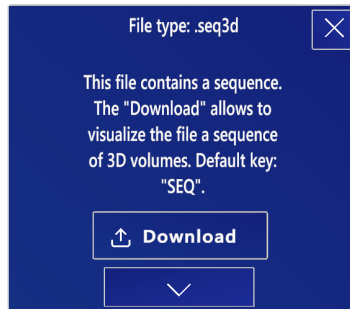 File type: .seq3d
This file contains a sequence.
The "Download" allows to
visualize the file a sequence
of 3D volumes. Default key:
"SEQ".
Download